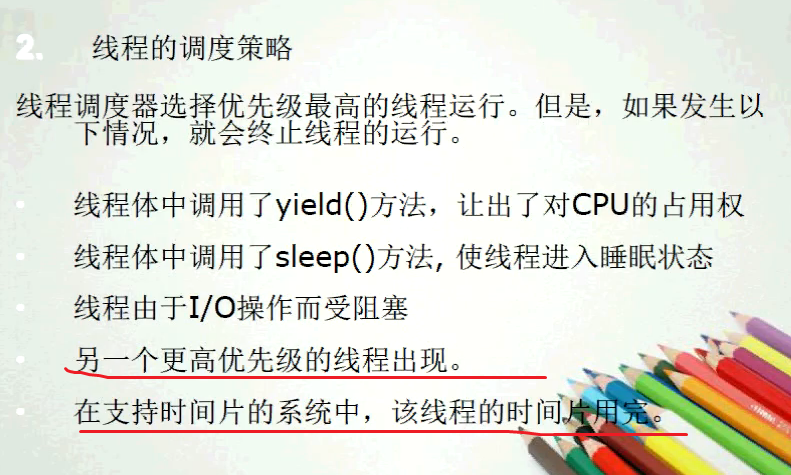 2. 线程的调度策略
线程调度器选择优先级最高的线程运行。但是，如果发生以
下情况，就会终止线程的运行。
线程体中调用了yield()方法，让出了对CPU的占用权
线程体中调用了sleep()方法, 使线程进入睡眠状态
线程由于I/O操作而受阻塞
另一个更高优先级的线程出现。
在支持时间片的系统中，该线程的时间片用完。